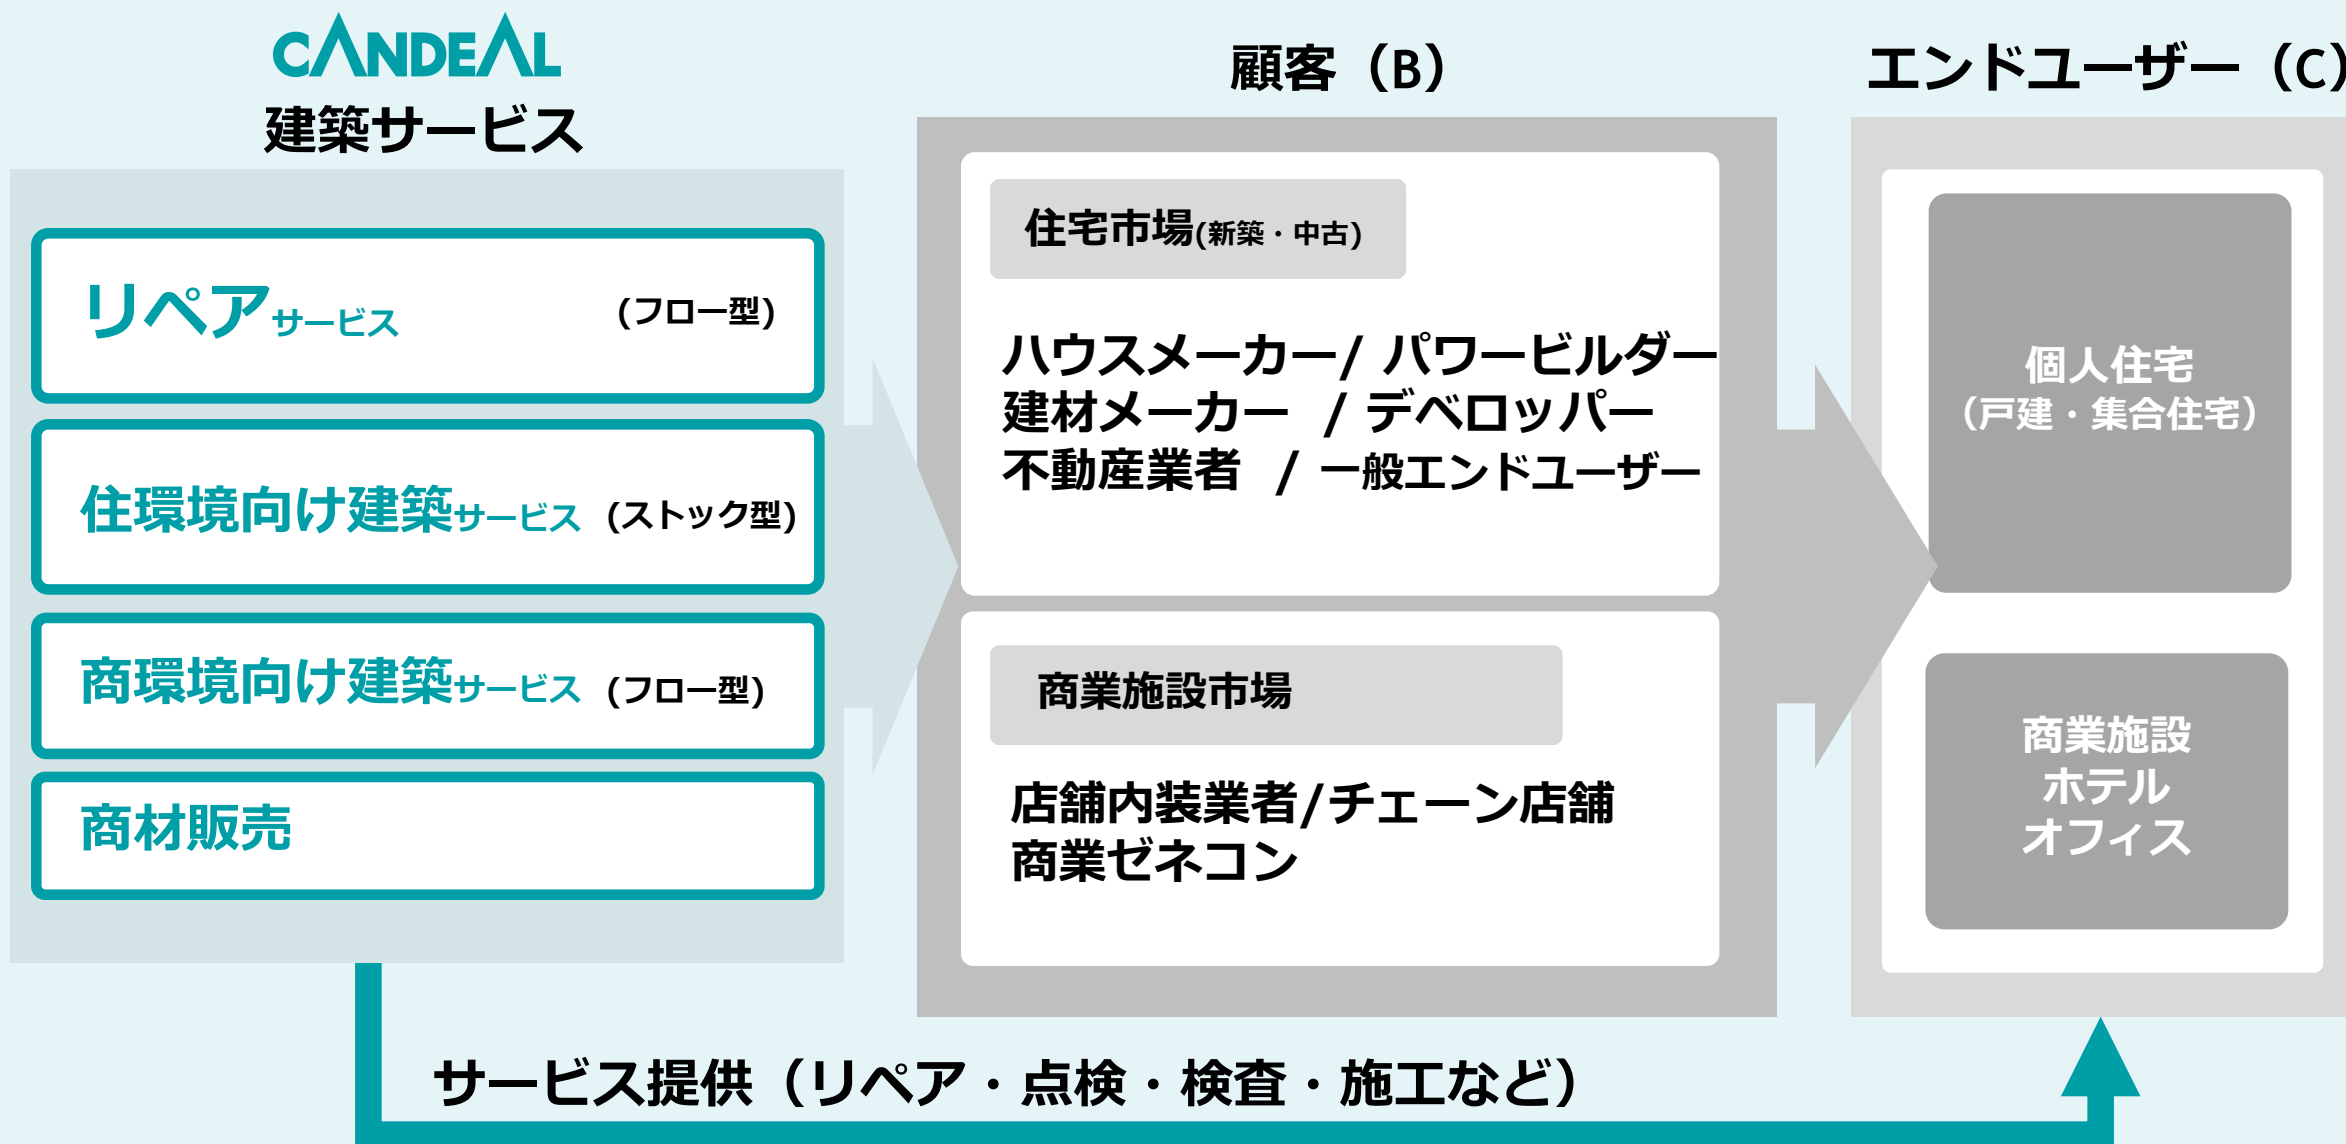 CANDEAL
建築サービス
リペアサービス (フロー型)
住環境向け建築サービス (ストック型)
商環境向け建築サービス (フロー型)
商材販売
顧客（B）
住宅市場(新築・中古)
ハウスメーカー/ パワービルダー
建材メーカー / デベロッパー
不動産業者 / 一般エンドユーザー
商業施設市場
店舗内装業者/チェーン店舗
商業ゼネコン
エンドユーザー（C）
個人住宅
（戸建・集合住宅）
商業施設
ホテル
オフィス
サービス提供（リペア・点検・検査・施工など）